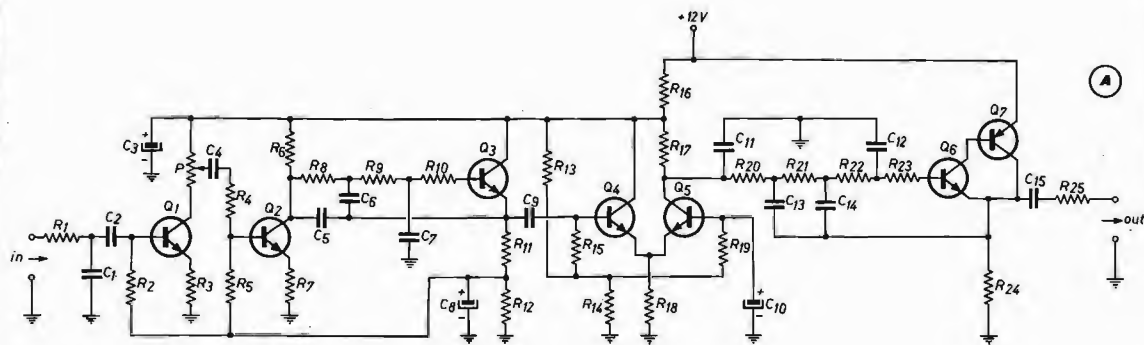 +12V
A
R16
Q7
C3
+
-
P
C4
R6
R8
R9
R10
Q3
R13
R17
C11
C12
Q6
R4
C6
Q4
Q5
R20
R21
R22
R23
C15
R25
Q1
Q2
C5
C9
C13
C14
out
R1
C2
C7
R11
R15
R19
in
C1
R2
R3
R5
R7
C8
+
-
R12
R14
R18
C10
+
-
R24